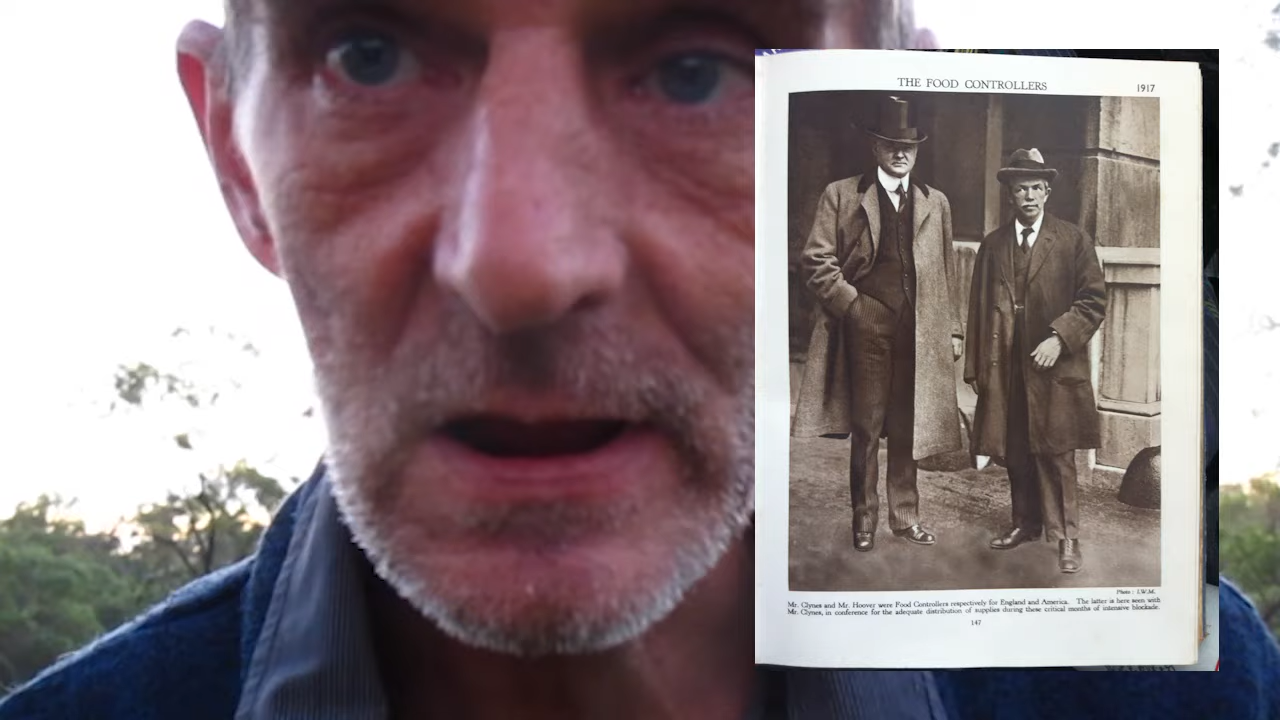 THE FOOD CONTROLLERS 1917
Photo : I.W.M.
Mr. Clynes and Mr. Hoover were Food Controllers respectively for England and America. The latter is here seen with
Mr. Clynes, in conference for the adequate distribution of supplies during these critical months of intensive blockade.
147